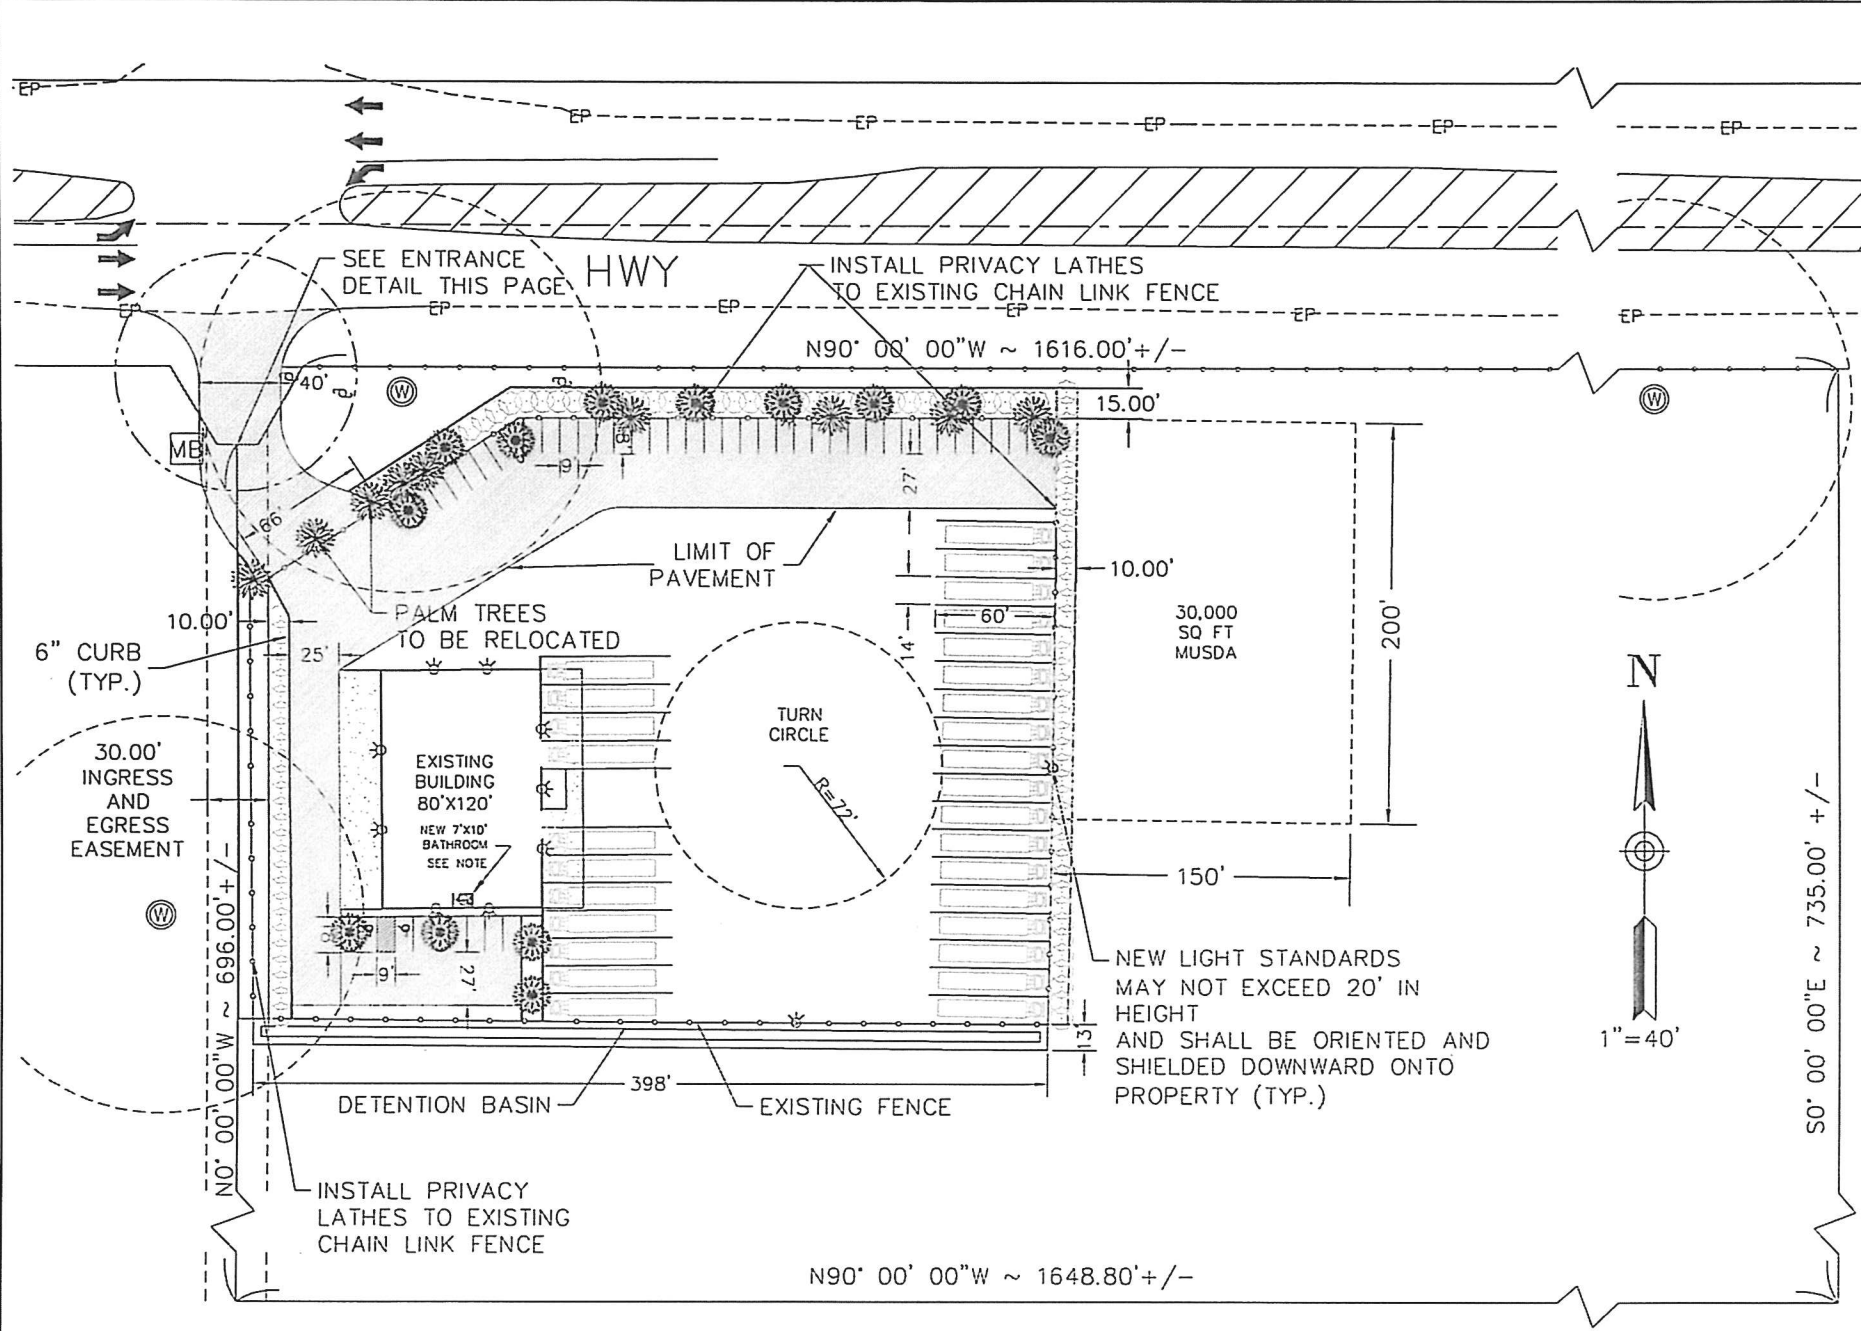 EP
EP
EP
EP
EP
EP
SEE ENTRANCE
DETAIL THIS PAGE
HWY
INSTALL PRIVACY LATHES
TO EXISTING CHAIN LINK FENCE
EP
EP
EP
EP
EP
EP
N90° 00' 00"W ~ 1616.00'+/-
40'
W
W
15.00'
MB
18'
9'
27'
66'
LIMIT OF
PAVEMENT
10.00'
PALM TREES
TO BE RELOCATED
10.00'
60'
14'
30,000
SQ FT
MUSDA
200'
6" CURB
(TYP.)
25'
N
TURN
CIRCLE
R=72'
30.00'
INGRESS
AND
EGRESS
EASEMENT
EXISTING
BUILDING
80'X120'
NEW 7'X10'
BATHROOM
SEE NOTE
150'
W
18'
9'
27'
N0° 00' 00"W ~ 696.00'+/-
S0° 00' 00"E ~ 735.00' +/-
NEW LIGHT STANDARDS
MAY NOT EXCEED 20' IN
HEIGHT
AND SHALL BE ORIENTED AND
SHIELDED DOWNWARD ONTO
PROPERTY (TYP.)
1"=40'
13'
398'
DETENTION BASIN
EXISTING FENCE
INSTALL PRIVACY
LATHES TO EXISTING
CHAIN LINK FENCE
N90° 00' 00"W ~ 1648.80'+/-